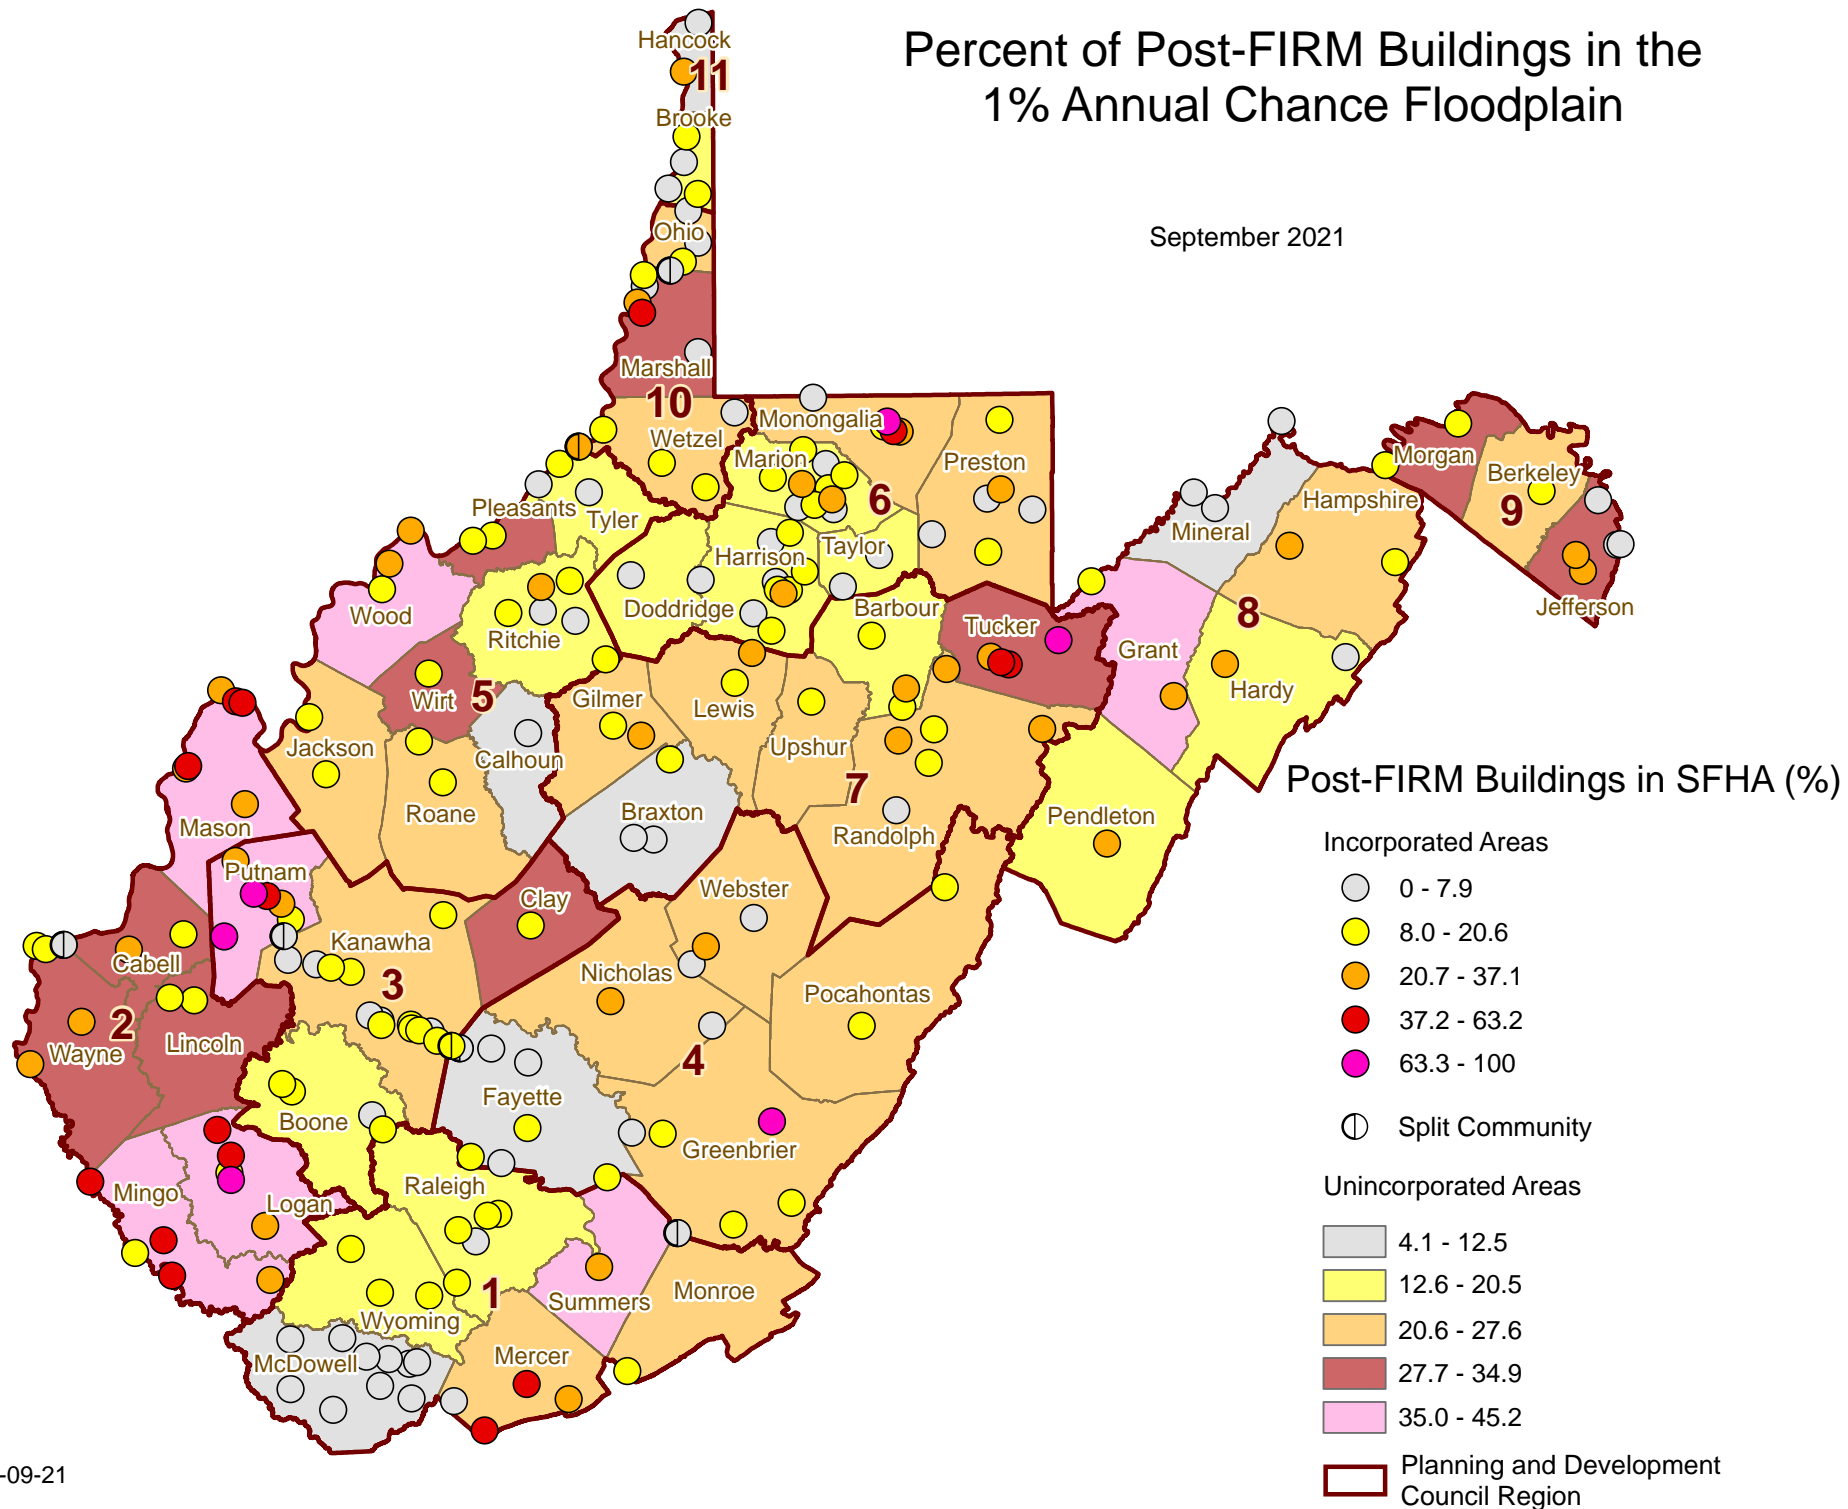 Percent of Post-FIRM Buildings in the
1% Annual Chance Floodplain
September 2021
Hancock
11
Brooke
Ohio
Marshall
10
Wetzel
Monongalia
Marion
Preston
6
Pleasants
Tyler
Harrison
Taylor
Mineral
Hampshire
Morgan
Berkeley
9
Jefferson
Wood
Ritchie
Doddridge
Barbour
Tucker
8
Grant
Hardy
Wirt
5
Gilmer
Lewis
Upshur
Jackson
Calhoun
Roane
Braxton
7
Randolph
Pendleton
Mason
Putnam
Clay
Webster
Kanawha
3
Cabell
Nicholas
Pocahontas
2
Wayne
Lincoln
4
Fayette
Boone
Greenbrier
Mingo
Logan
Raleigh
1
Summers
Monroe
Wyoming
McDowell
Mercer
Post-FIRM Buildings in SFHA (%)
Incorporated Areas
0 - 7.9
8.0 - 20.6
20.7 - 37.1
37.2 - 63.2
63.3 - 100
Split Community
Unincorporated Areas
4.1 - 12.5
12.6 - 20.5
20.6 - 27.6
27.7 - 34.9
35.0 - 45.2
Planning and Development
Council Region
-09-21